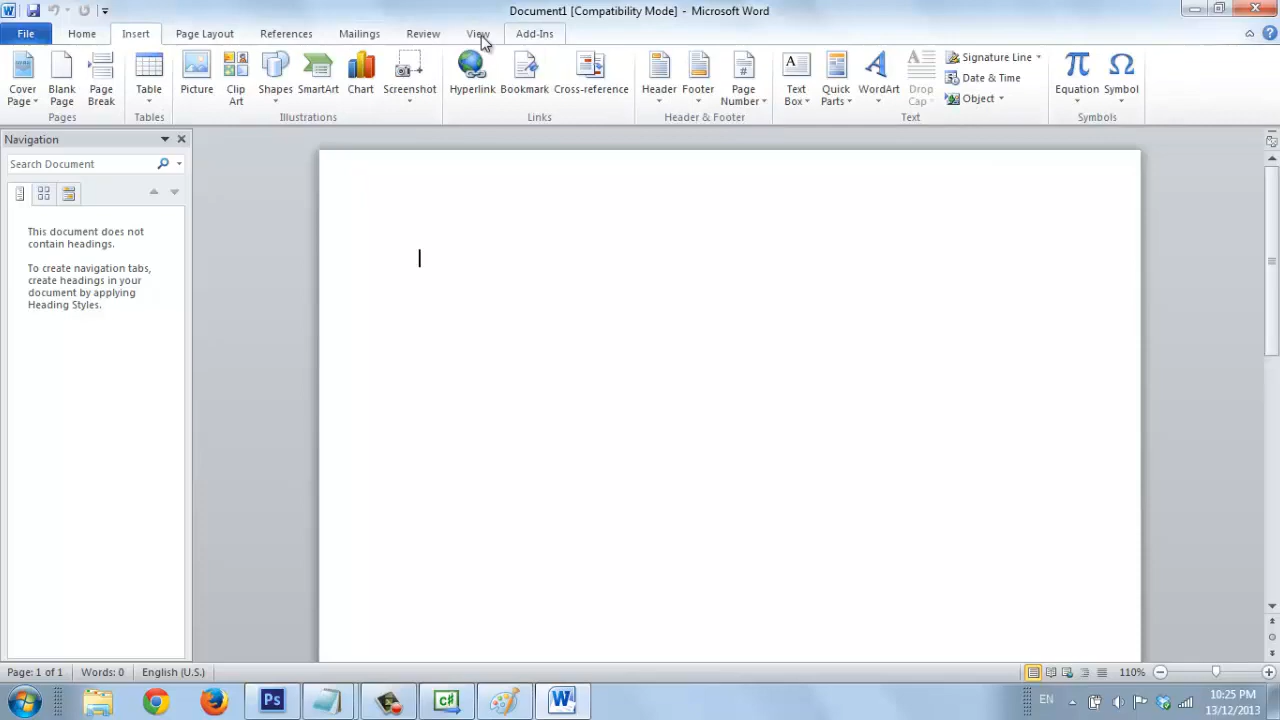 Document1 [Compatibility Mode] - Microsoft Word
File Home Insert Page Layout References Mailings Review View Add-Ins
Cover Page
Blank Page
Page Break
Table
Picture
Clip Art
Shapes
SmartArt
Chart
Screenshot
Hyperlink
Bookmark
Cross-reference
Header
Footer
Page Number
Text Box
Quick Parts
WordArt
Drop Cap
Signature Line
Date & Time
Object
Equation
Symbol
Pages Tables Illustrations Links Header & Footer Text Symbols
Navigation
Search Document
This document does not
contain headings.
To create navigation tabs,
create headings in your
document by applying
Heading Styles.
Page: 1 of 1 Words: 0 English (U.S.) 110%
Ps
C#
W
EN
10:25 PM
13/12/2013